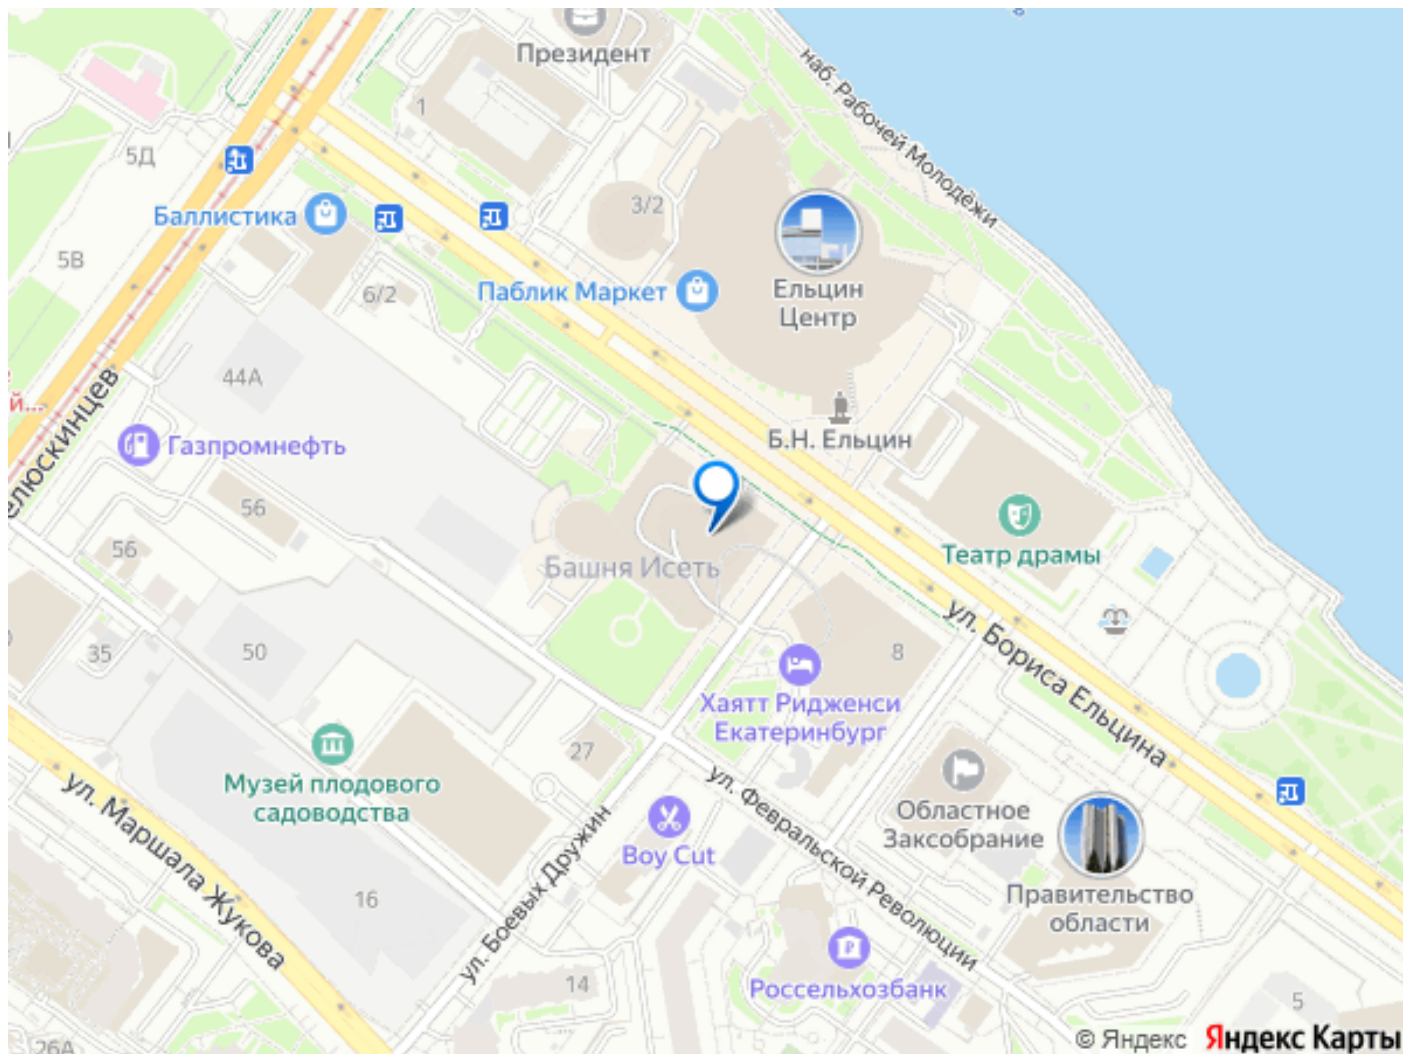 Президент
наб. Рабочей Молодёжи
1
5Д
3/2
Баллистика
5В
6/2
Паблик Маркет
Ельцин
Центр
44А
й...
Б.Н. Ельцин
Газпромнефть
56
Театр драмы
56
Башня Исеть
ул. Бориса Ельцина
35
50
8
Хаятт Ридженси
Екатеринбург
27
Музей плодового
садоводства
ул. Маршала Жукова
ул. Февральской Революции
Областное
Заксобрание
Boy Cut
ул. Боевых Дружин
16
Правительство
области
Россельхозбанк
14
5
26А
© Яндекс Яндекс Карты